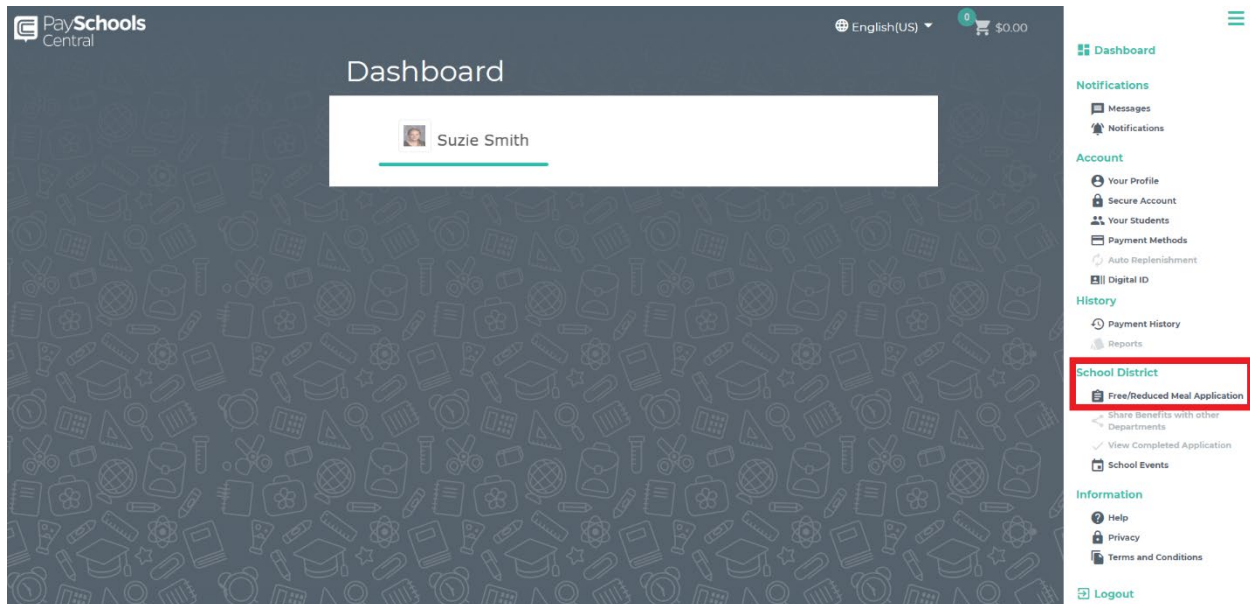 PaySchools
Central
English(US)
0
$0.00
Dashboard
Suzie Smith
Dashboard
Notifications
Messages
Notifications
Account
Your Profile
Secure Account
Your Students
Payment Methods
Auto Replenishment
Digital ID
History
Payment History
Reports
School District
Free/Reduced Meal Application
Share Benefits with other
Departments
View Completed Application
School Events
Information
Help
Privacy
Terms and Conditions
Logout